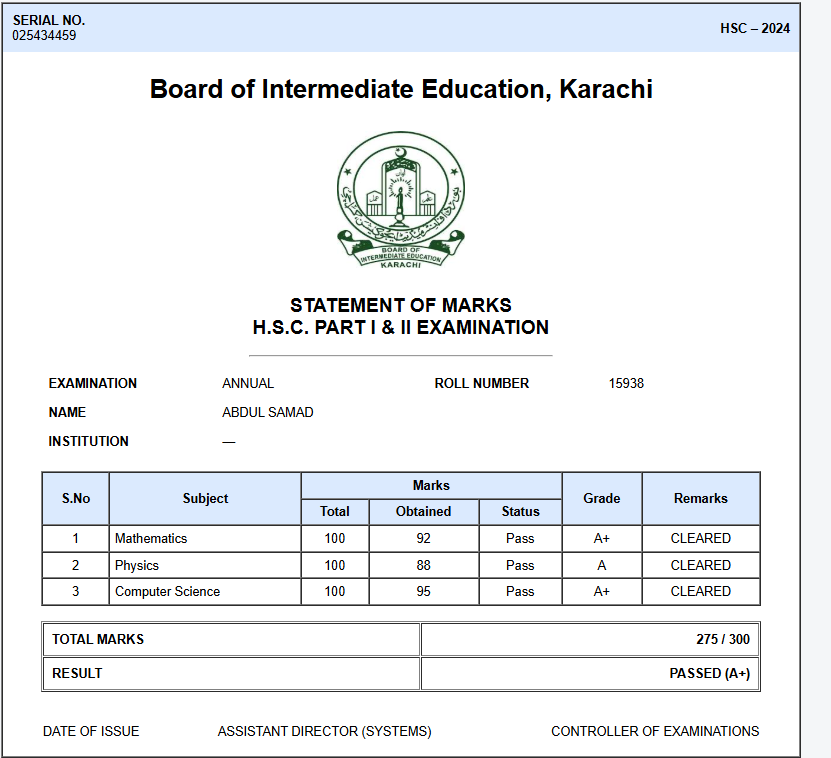 SERIAL NO.
025434459
HSC – 2024
Board of Intermediate Education, Karachi
BOARD OF
INTERMEDIATE EDUCATION
KARACHI
STATEMENT OF MARKS
H.S.C. PART I & II EXAMINATION
EXAMINATION ANNUAL ROLL NUMBER 15938
NAME ABDUL SAMAD
INSTITUTION —
S.No Subject Marks Grade Remarks
Total Obtained Status
1 Mathematics 100 92 Pass A+ CLEARED
2 Physics 100 88 Pass A CLEARED
3 Computer Science 100 95 Pass A+ CLEARED
TOTAL MARKS 275 / 300
RESULT PASSED (A+)
DATE OF ISSUE ASSISTANT DIRECTOR (SYSTEMS) CONTROLLER OF EXAMINATIONS